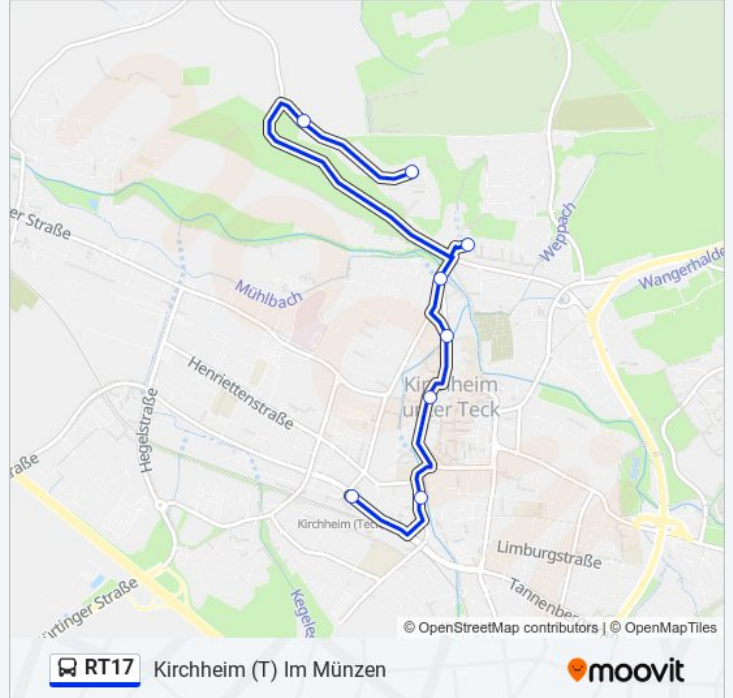 er Straße
Weppach
Wangerhalde
Mühlbach
Henriettenstraße
Kirchheim
unter Teck
Hegelstraße
raße
Kirchheim (Teck
Limburgstraße
Tannenber
Kegeles
ürtinger Straße
© OpenStreetMap contributors | © OpenMapTiles
RT17 Kirchheim (T) Im Münzen
moovit